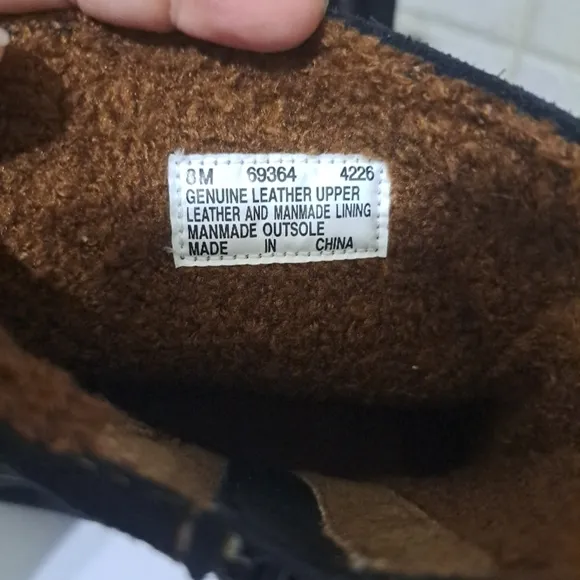 8M 69364 4226
GENUINE LEATHER UPPER
LEATHER AND MANMADE LINING
MANMADE OUTSOLE
MADE IN CHINA